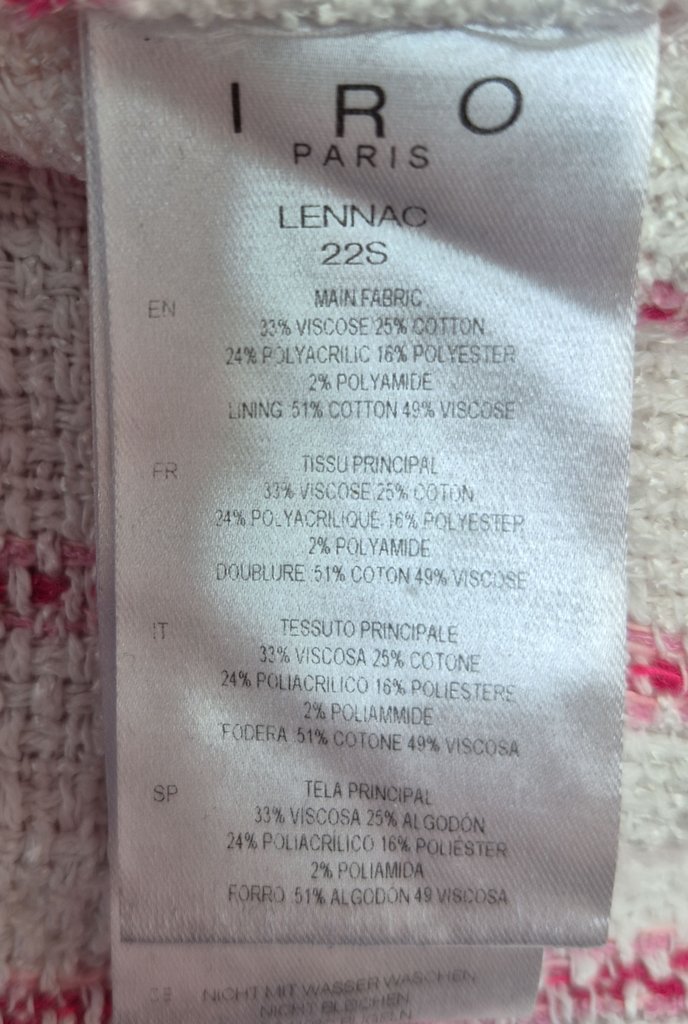 IRO
PARIS
LENNAC
22S
EN
MAIN FABRIC
33% VISCOSE 25% COTTON
24% POLYACRILIC 16% POLYESTER
2% POLYAMIDE
LINING 51% COTTON 49% VISCOSE
FR
TISSU PRINCIPAL
33% VISCOSE 25% COTON
24% POLYACRILIQUE 16% POLYESTER
2% POLYAMIDE
DOUBLURE 51% COTON 49% VISCOSE
IT
TESSUTO PRINCIPALE
33% VISCOSA 25% COTONE
24% POLIACRILICO 16% POLIESTERE
2% POLIAMMIDE
FODERA 51% COTONE 49% VISCOSA
SP
TELA PRINCIPAL
33% VISCOSA 25% ALGODÓN
24% POLIACRILICO 16% POLIÉSTER
2% POLIAMIDA
FORRO 51% ALGODÓN 49 VISCOSA
NICHT MIT WASSER WASCHEN
NICHT BLEICHEN